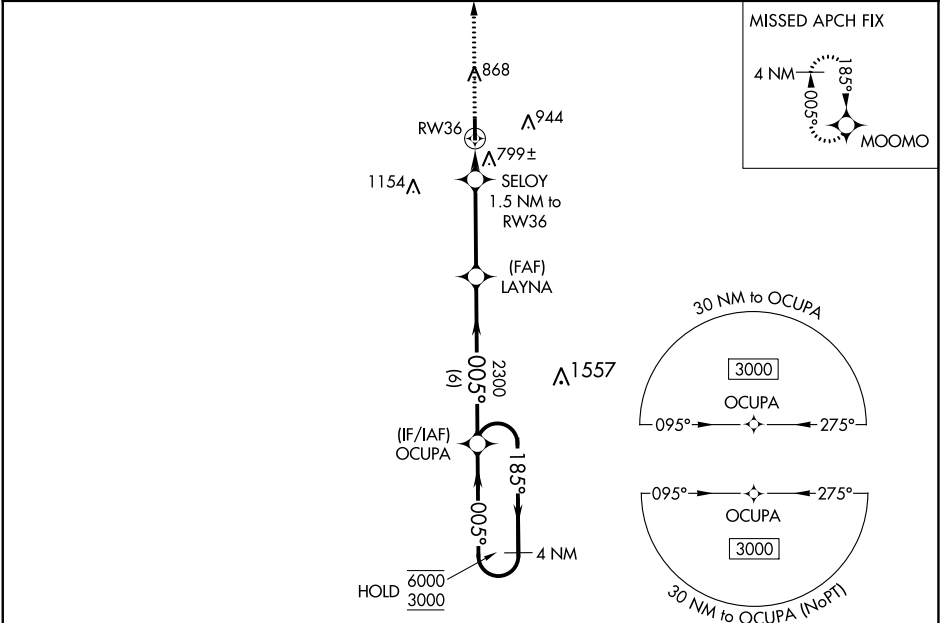 MISSED APCH FIX
4 NM
185°
005°
MOOMO
868
944
RW36
799±
1154
SELOY
1.5 NM to
RW36
(FAF)
LAYNA
2300
005°
(6)
1557
(IF/IAF)
OCUPA
185°
005°
4 NM
HOLD
6000
3000
30 NM to OCUPA
3000
OCUPA
095°
275°
095°
275°
OCUPA
3000
30 NM to OCUPA (NoPT)